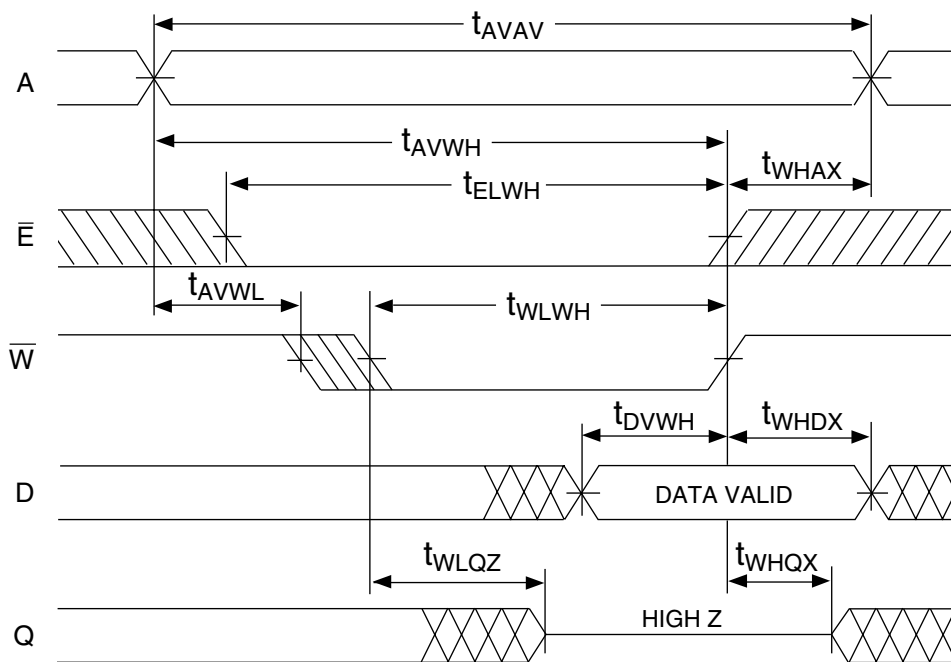 tAVAV
A
tAVWH
tWHAX
tELWH
E̅
tAVWL
tWLWH
W̅
tDVWH
tWHDX
D
DATA VALID
tWLQZ
tWHQX
Q
HIGH Z